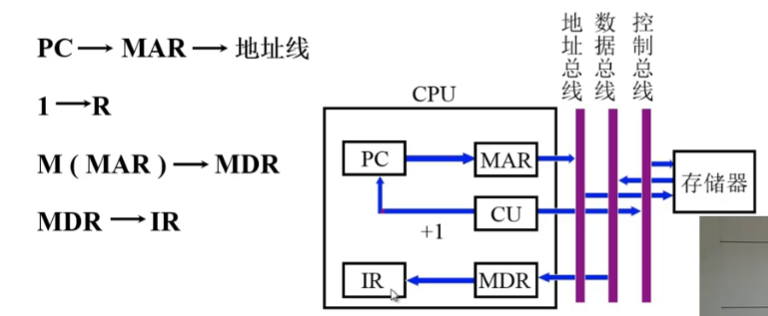 PC → MAR → 地址线
1 → R
M ( MAR ) → MDR
MDR → IR
地址总线
数据总线
控制总线
CPU
PC
MAR
CU
+1
IR
MDR
存储器